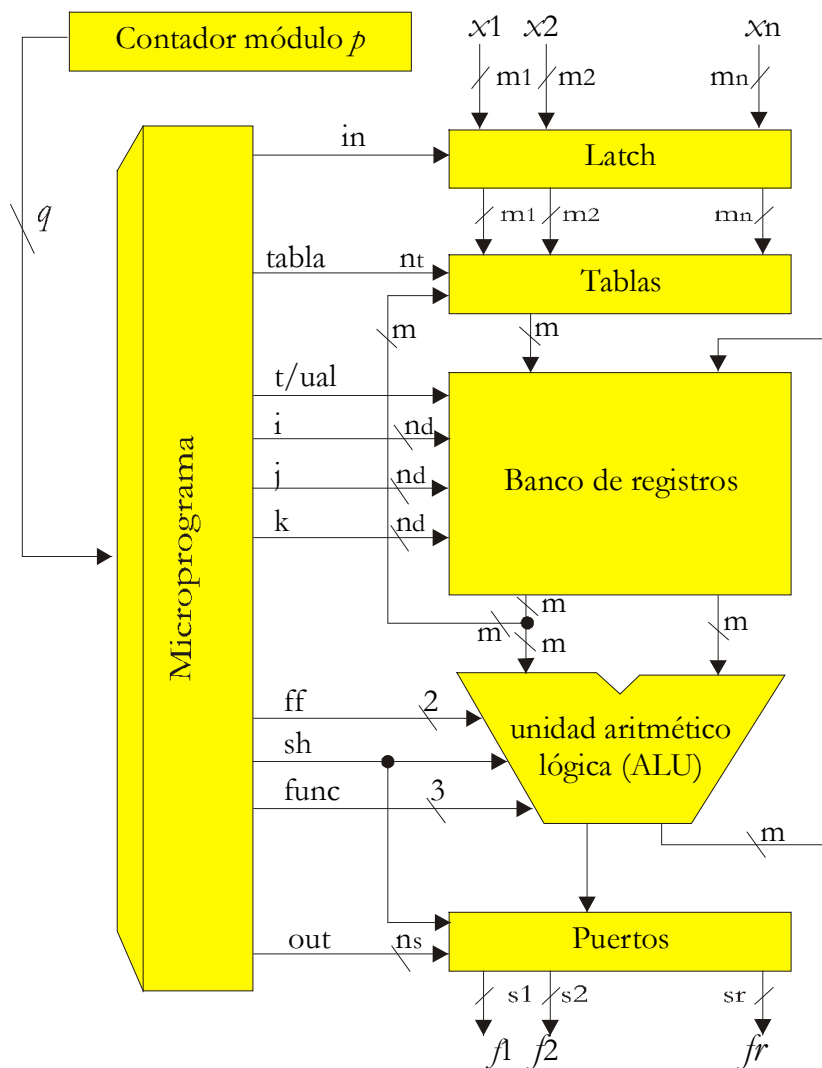 Contador módulo p
x1 x2 xn
m1 m2 mn
in
Latch
q
m1 m2 mn
tabla nt
Tablas
m m
t/ual
i nd
j nd
k nd
Banco de registros
Microprograma
m
m m
m
ff 2
sh
func 3
unidad aritmético
lógica (ALU)
m
out ns
Puertos
s1 s2 sr
f1 f2 fr